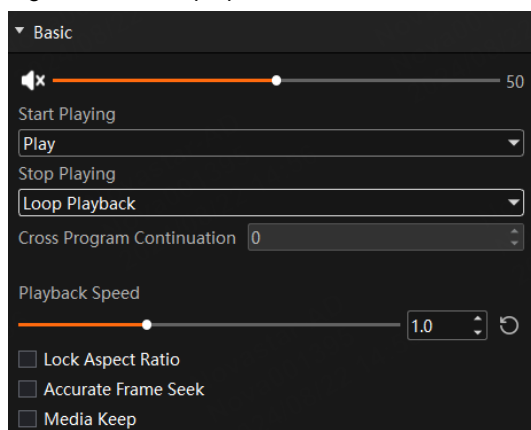 Basic
50
Start Playing
Play
Stop Playing
Loop Playback
Cross Program Continuation 0
Playback Speed
1.0
Lock Aspect Ratio
Accurate Frame Seek
Media Keep